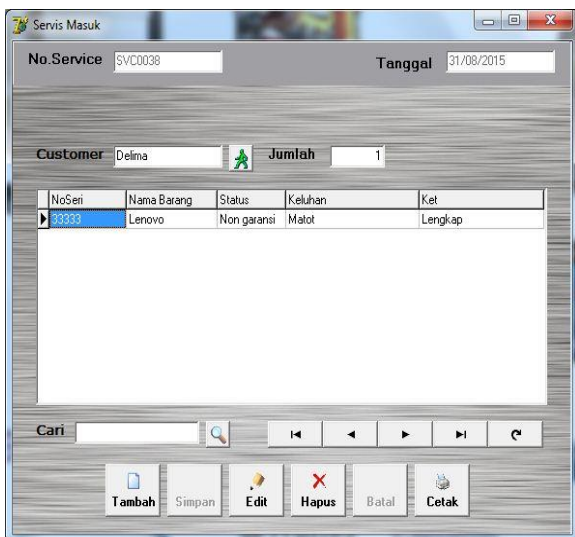 Servis Masuk
No.Service SVC0038 Tanggal 31/08/2015
Customer Delima Jumlah 1
NoSeri Nama Barang Status Keluhan Ket
33333 Lenovo Non garansi Matot Lengkap
Cari
Tambah Simpan Edit Hapus Batal Cetak